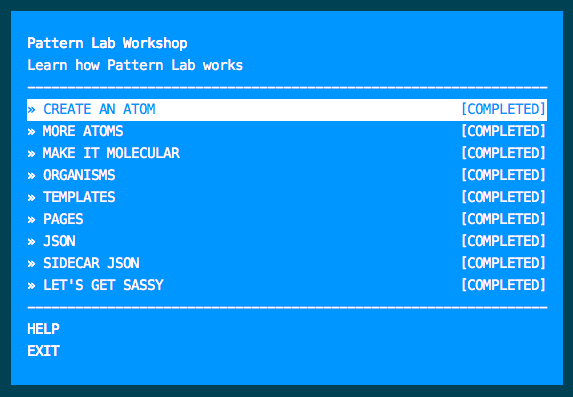 Pattern Lab Workshop
Learn how Pattern Lab works
» CREATE AN ATOM [COMPLETED]
» MORE ATOMS [COMPLETED]
» MAKE IT MOLECULAR [COMPLETED]
» ORGANISMS [COMPLETED]
» TEMPLATES [COMPLETED]
» PAGES [COMPLETED]
» JSON [COMPLETED]
» SIDECAR JSON [COMPLETED]
» LET'S GET SASSY [COMPLETED]
HELP
EXIT